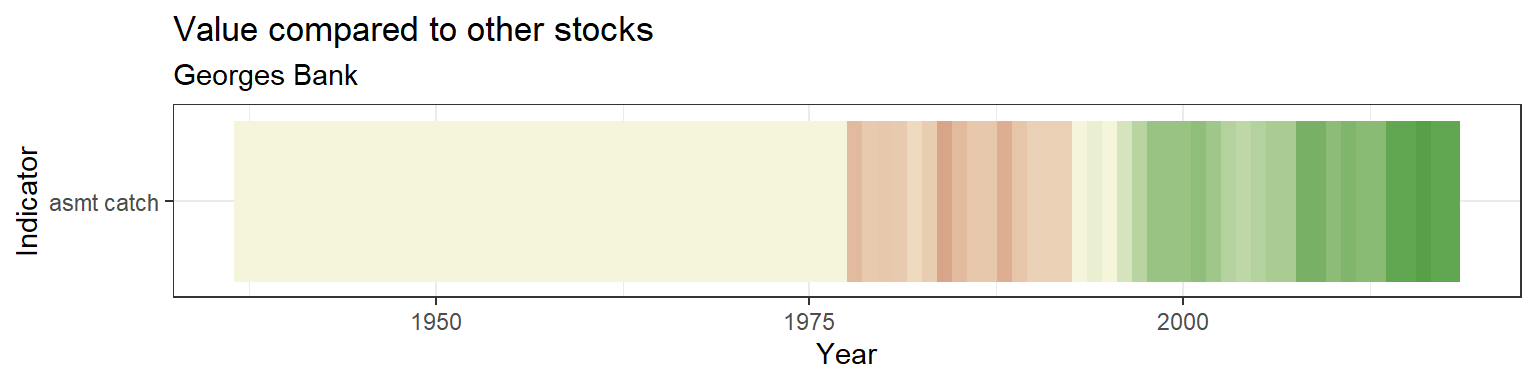 Value compared to other stocks
Georges Bank
Indicator
asmt catch
1950 1975 2000
Year